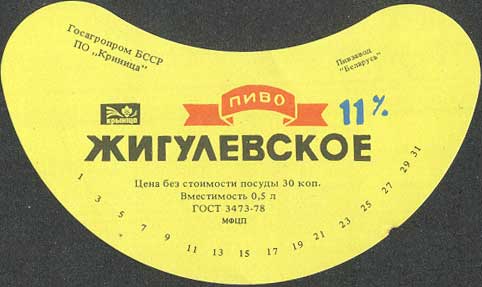 Госагропром БССР
ПО „Криница"
Пивзавод
"Беларусь"
крыніца
ПИВО
11%
ЖИГУЛЕВСКОЕ
Цена без стоимости посуды 30 коп.
Вместимость 0,5 л
ГОСТ 3473-78
МФЦП
1 3 5 7 9 11 13 15 17 19 21 23 25 27 29 31